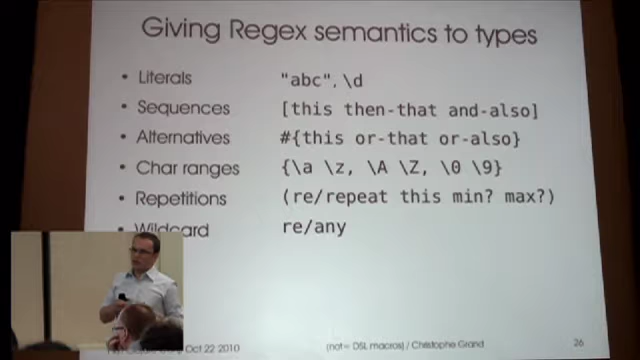 Giving Regex semantics to types
• Literals "abc", \d
• Sequences [this then-that and-also]
• Alternatives #{this or-that or-also}
• Char ranges {\a \z, \A \Z, \0 \9}
• Repetitions (re/repeat this min? max?)
• Wildcard re/any
Oct 22 2010 (not= DSL macros) / Christophe Grand 26